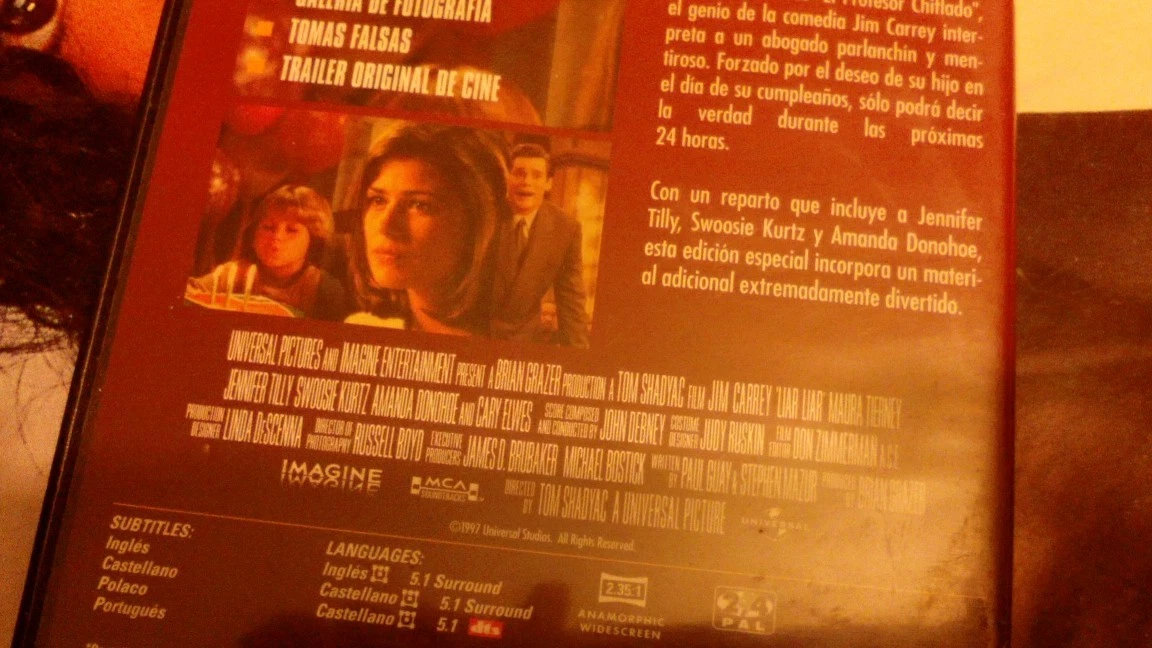 GALERÍA DE FOTOGRAFÍA
TOMAS FALSAS
TRAILER ORIGINAL DE CINE
Profesor Chiflado",
el genio de la comedia Jim Carrey inter-
preta a un abogado parlanchin y men-
tiroso. Forzado por el deseo de su hijo en
el día de su cumpleaños, sólo podrá decir
la verdad durante las próximas
24 horas.
Con un reparto que incluye a Jennifer
Tilly, Swoosie Kurtz y Amanda Donohoe,
esta edición especial incorpora un materi-
al adicional extremadamente divertido.
UNIVERSAL PICTURES AND IMAGINE ENTERTAINMENT PRESENT A BRIAN GRAZER PRODUCTION A TOM SHADYAC FILM JIM CARREY 'LIAR LIAR' MAURA TIERNEY
JENNIFER TILLY SWOOSIE KURTZ AMANDA DONOHOE AND CARY ELWES SCORE COMPOSED AND CONDUCTED BY JOHN DEBNEY COSTUME DESIGNER JUDY RUSKIN DON ZIMMERMAN A.C.E.
PRODUCTION DESIGNER LINDA DeSCENNA DIRECTOR OF PHOTOGRAPHY RUSSELL BOYD EXECUTIVE PRODUCERS JAMES D. BRUBAKER MICHAEL BOSTICK WRITTEN BY PAUL GUAY & STEPHEN MAZUR PRODUCED BY BRIAN GRAZER
IMAGINE MCA SOUNDTRACKS DIRECTED BY TOM SHADYAC A UNIVERSAL PICTURE UNIVERSAL
©1997 Universal Studios. All Rights Reserved.
SUBTITLES:
Inglés
Castellano
Polaco
Portugués
LANGUAGES:
Inglés 5.1 Surround
Castellano 5.1 Surround
Castellano 5.1 dts
2.35:1
ANAMORPHIC
WIDESCREEN
2
PAL